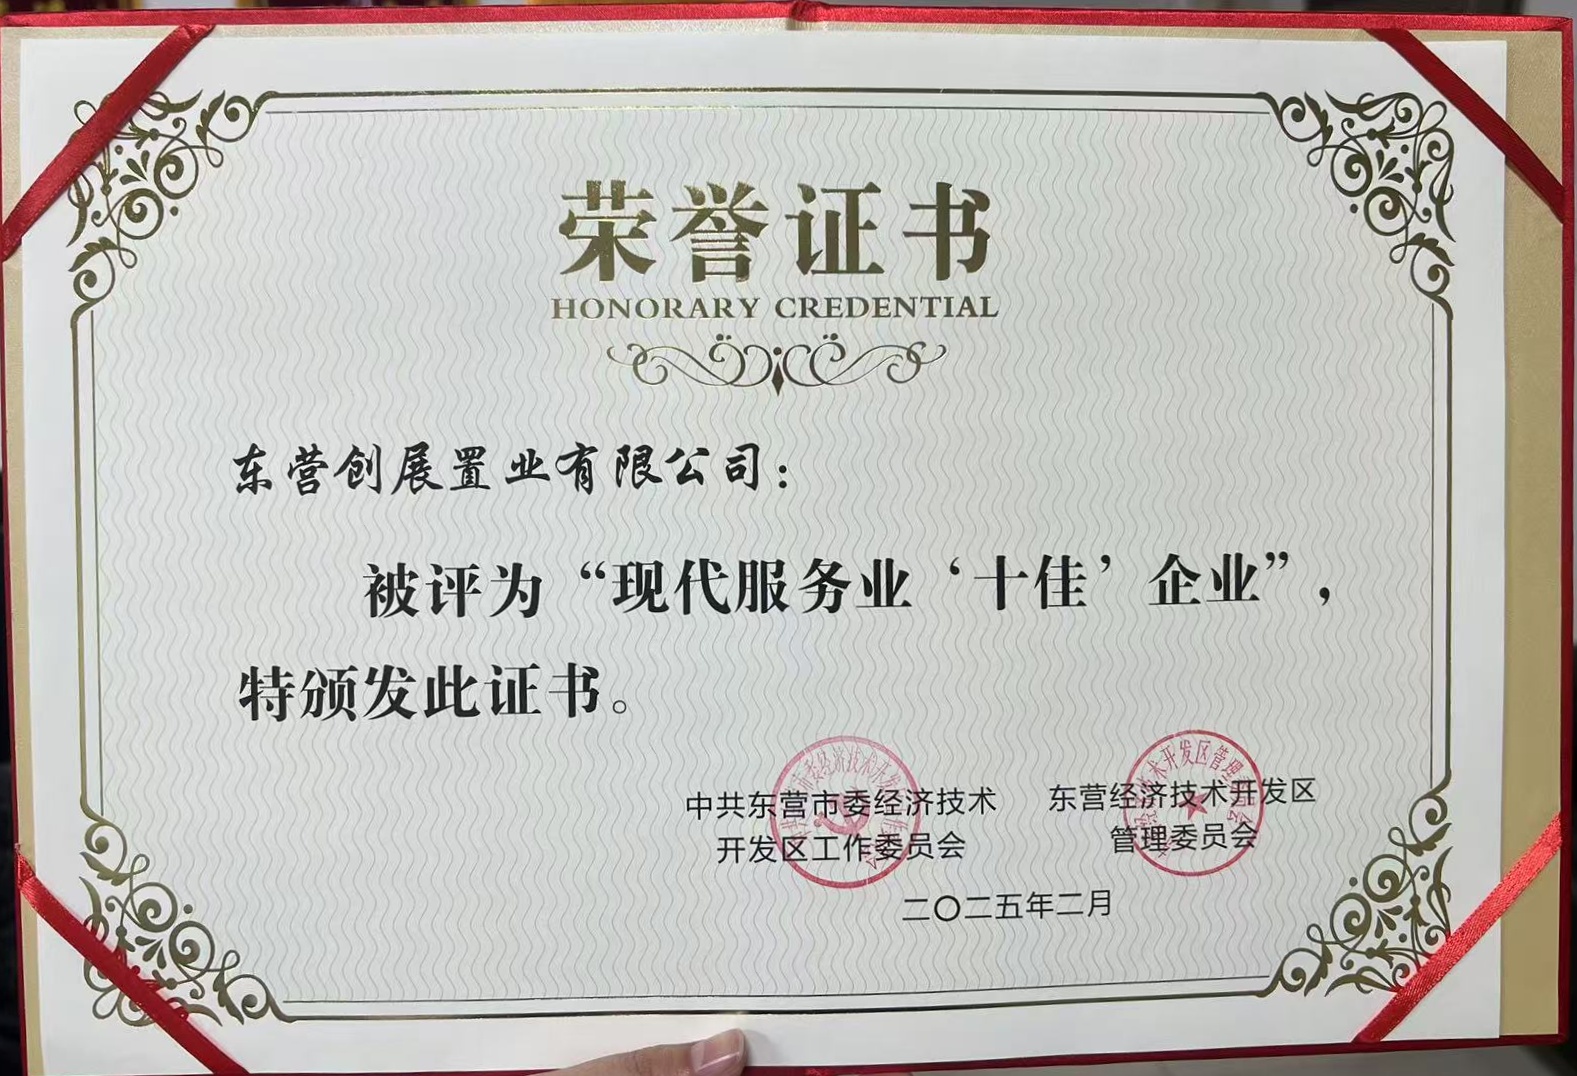 荣誉证书
HONORARY CREDENTIAL
东营创展置业有限公司：
被评为“现代服务业‘十佳’企业”，
特颁发此证书。
中共东营市委经济技术
开发区工作委员会
东营经济技术开发区
管理委员会
二〇二五年二月